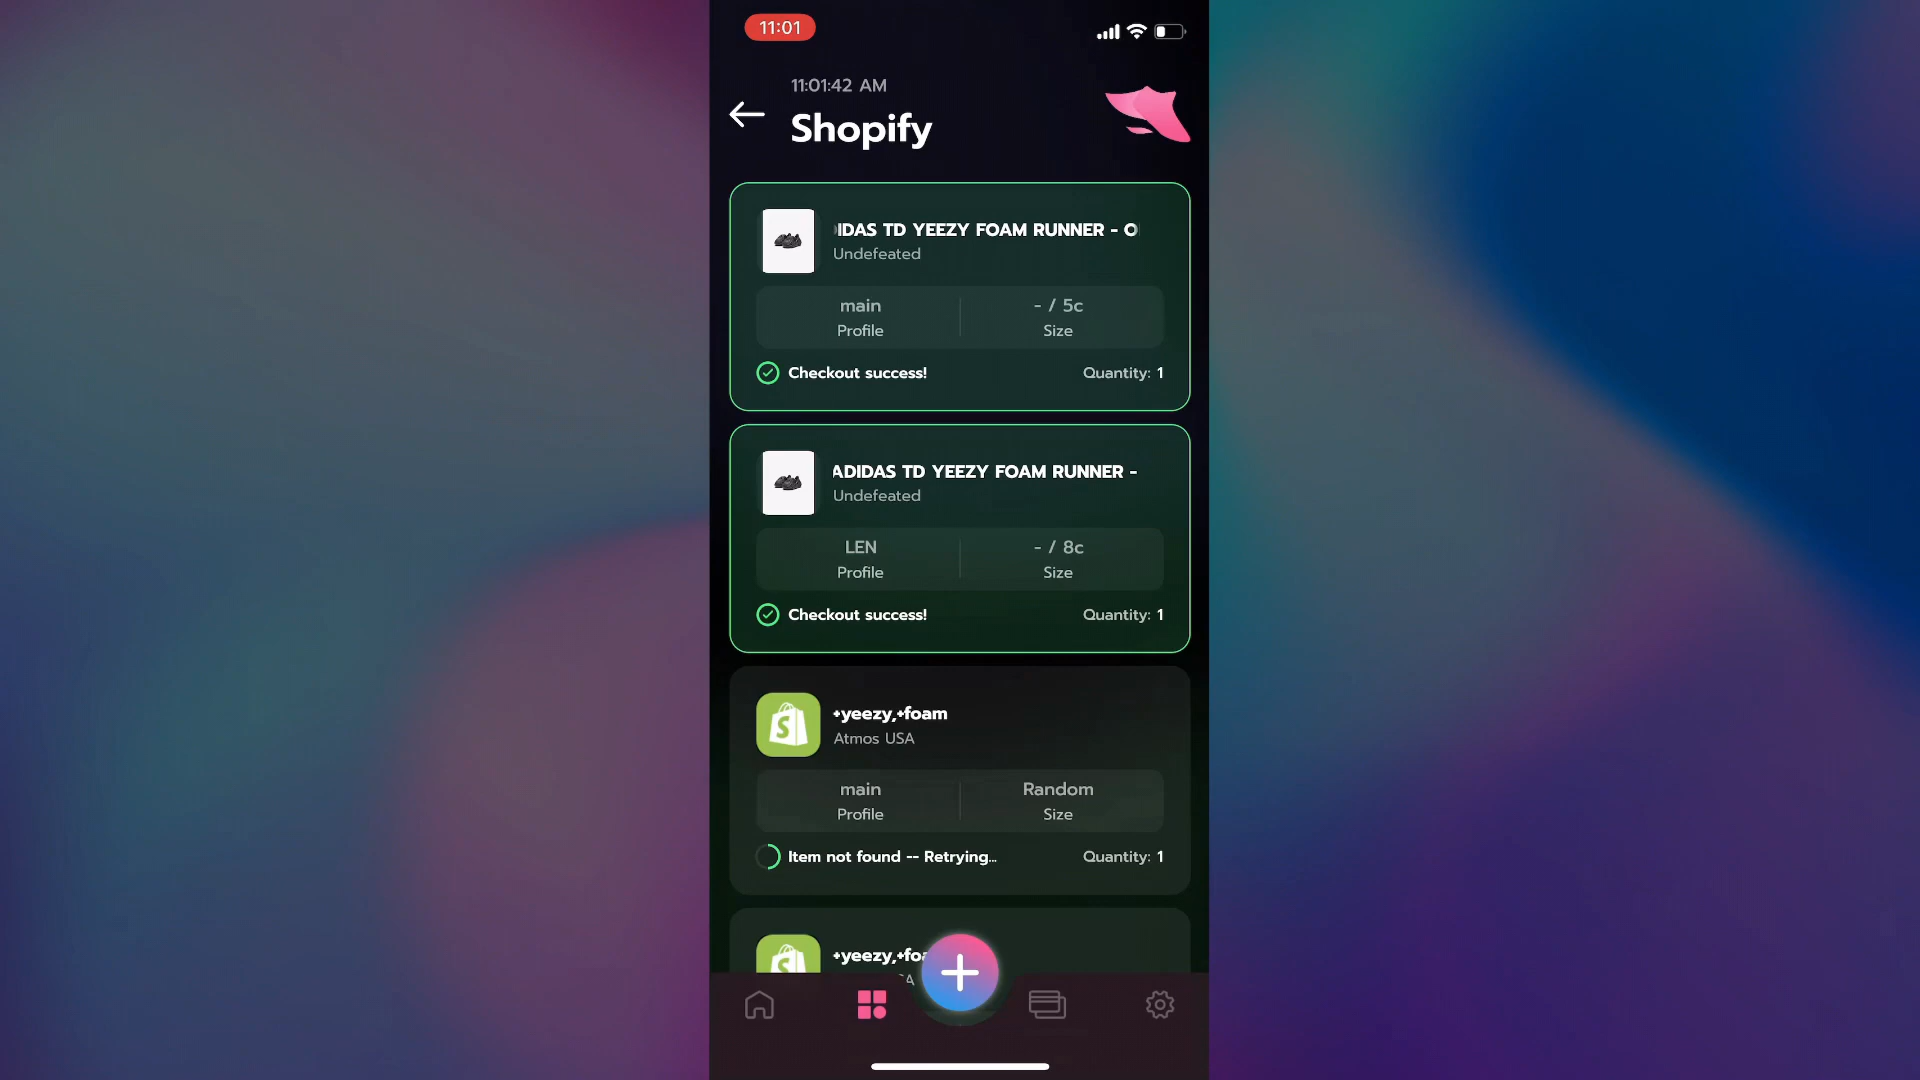 11:01
11:01:42 AM
Shopify
IDAS TD YEEZY FOAM RUNNER - O
Undefeated
main
- / 5c
Profile
Size
Checkout success!
Quantity: 1
ADIDAS TD YEEZY FOAM RUNNER -
Undefeated
LEN
- / 8c
Profile
Size
Checkout success!
Quantity: 1
+yeezy,+foam
Atmos USA
main
Random
Profile
Size
Item not found -- Retrying...
Quantity: 1
+yeezy,+foa